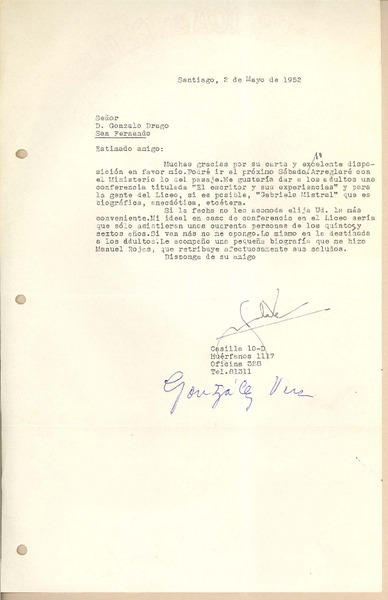 Santiago, 2 de Mayo de 1952
Señor
D. Gonzalo Drago
San Fernando
Estimado amigo:
Muchas gracias por su carta y excelente dispo-
sición en favor mío.Podré ir el próximo Sábado/10.Arreglaré con
el Ministerio lo del pasaje.Me gustaría dar a los adultos una
conferencia titulada "El escritor y sus experiencias" y para
la gente del Liceo, si es posible, "Gabriela Mistral" que es
biográfica, anecdótica, etcétera.
Si la fecha no les acomoda elija Ud. la más
conveniente.Mi ideal en caso de conferencia en el Liceo sería
que sólo asistieran unas cuarenta personas de los quintos y
sextos años.Si van más no me opongo.Lo mismo en la destinada
a los adultos.Le acompaño una pequeña biografía que me hizo
Manuel Rojas, que retribuye afectuosamente sus saludos.
Disponga de su amigo
Casilla 10-D
Huérfanos 1117
Oficina 328
Tel.81311
González Vera